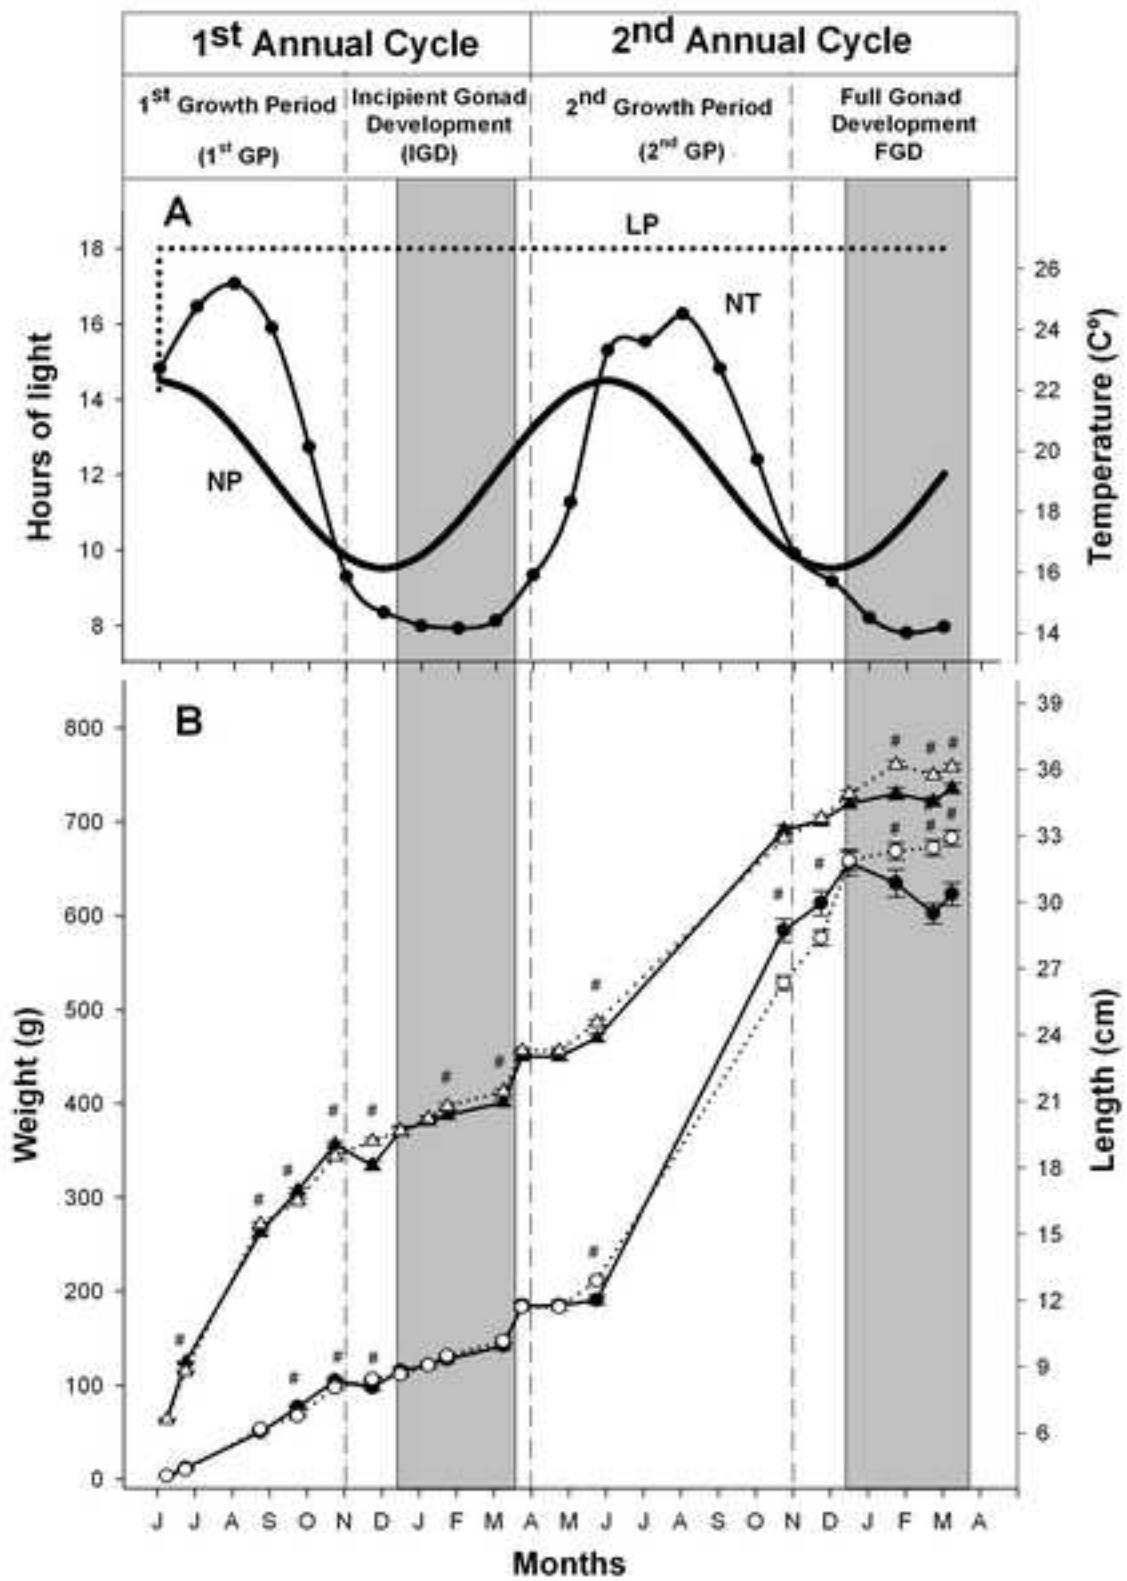 1st Annual Cycle
2nd Annual Cycle
1st Growth Period
(1st GP)
Incipient Gonad
Development
(IGD)
2nd Growth Period
(2nd GP)
Full Gonad
Development
FGD
A
LP
NT
NP
Hours of light
18
16
14
12
10
8
Temperature (Cº)
26
24
22
20
18
16
14
B
Weight (g)
800
700
600
500
400
300
200
100
0
Length (cm)
39
36
33
30
27
24
21
18
15
12
9
6
# # #
# # #
# #
#
# # # #
# #
#
#
# # #
J J A S O N D J F M A M J J A S O N D J F M A
Months